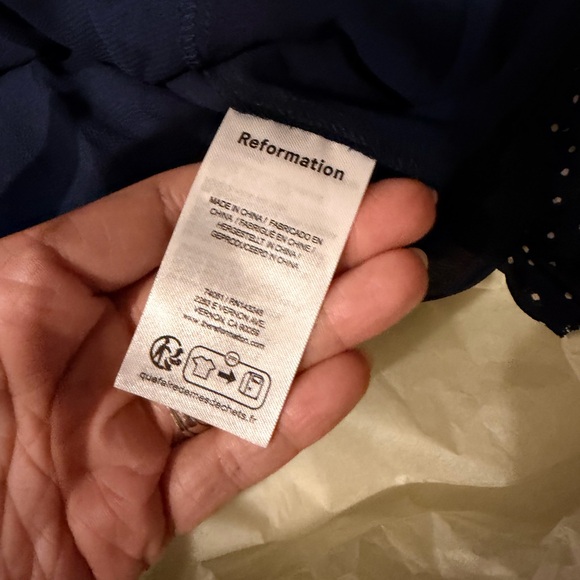 Reformation
MADE IN CHINA / FABRICADO EN
CHINA / FABRIQUÉ EN CHINE /
HERGESTELLT IN CHINA /
GEPRODUCEERD IN CHINA
2263 E VERNON AVE.
VERNON, CA 90058
www.thereformation.com
quefairedemesdechets.fr